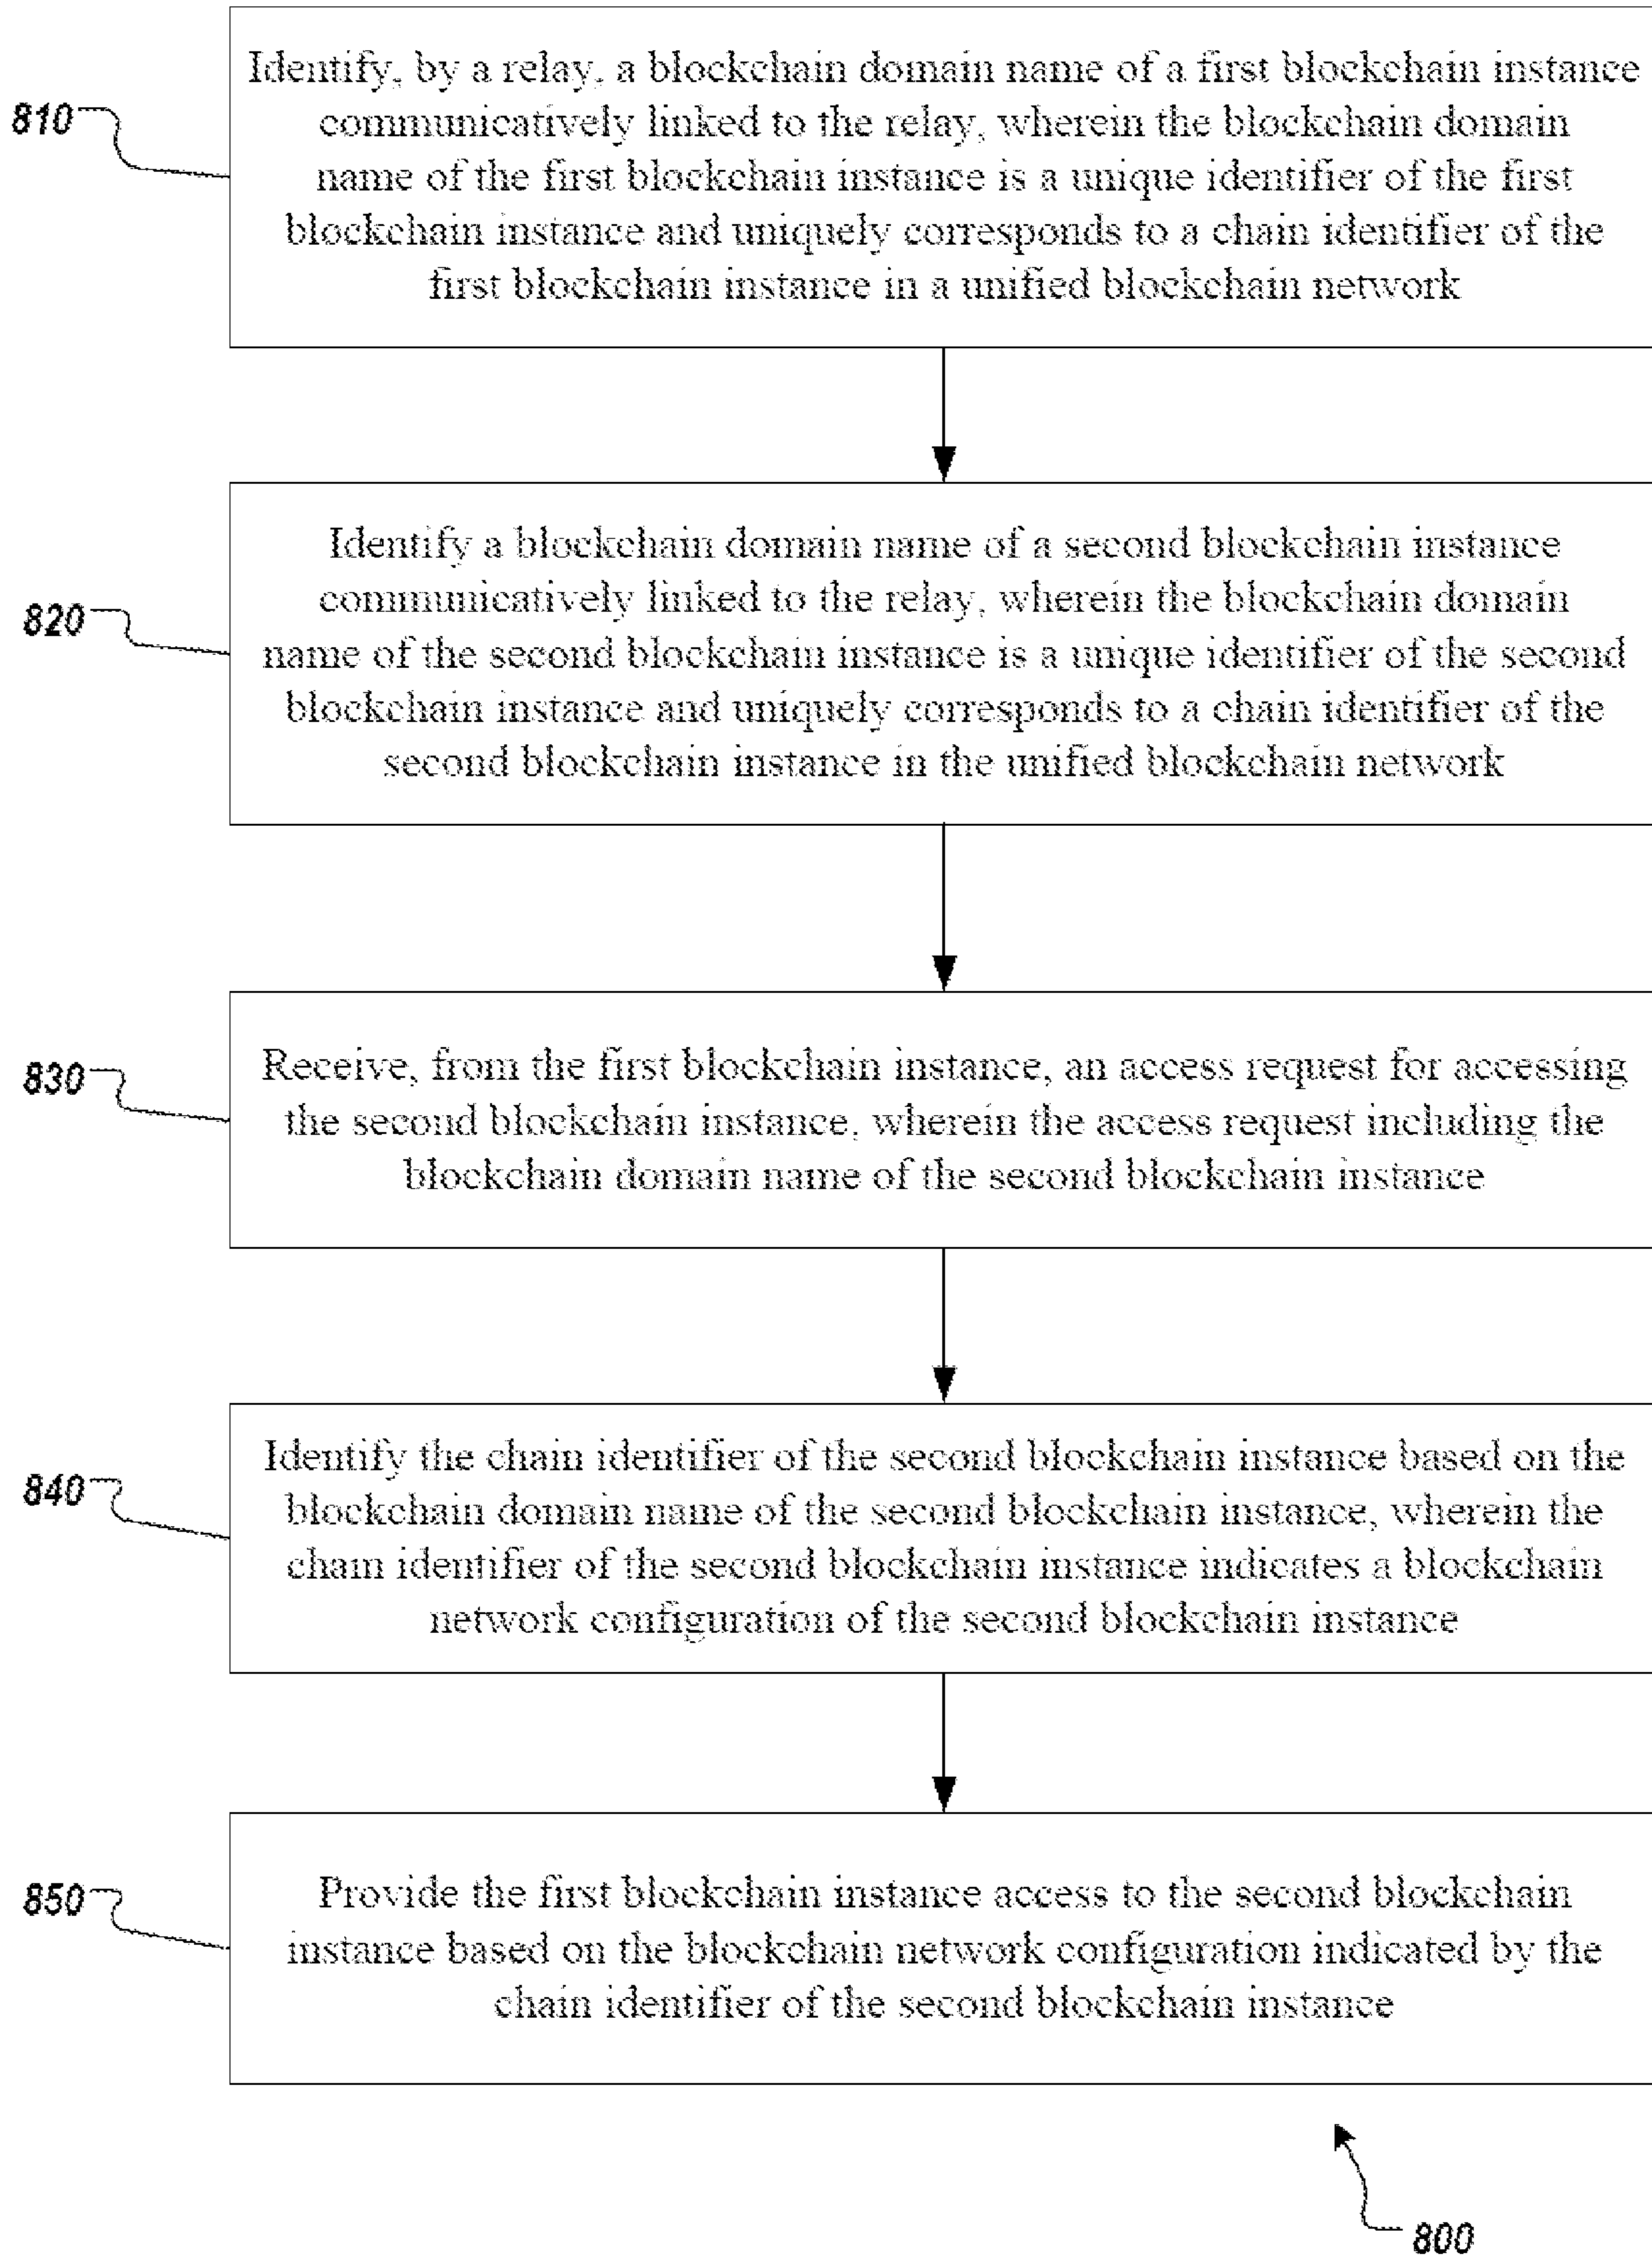 810
Identify, by a relay, a blockchain domain name of a first blockchain instance
communicatively linked to the relay, wherein the blockchain domain
name of the first blockchain instance is a unique identifier of the first
blockchain instance and uniquely corresponds to a chain identifier of the
first blockchain instance in a unified blockchain network
820
Identify a blockchain domain name of a second blockchain instance
communicatively linked to the relay, wherein the blockchain domain
name of the second blockchain instance is a unique identifier of the second
blockchain instance and uniquely corresponds to a chain identifier of the
second blockchain instance in the unified blockchain network
830
Receive, from the first blockchain instance, an access request for accessing
the second blockchain instance, wherein the access request including the
blockchain domain name of the second blockchain instance
840
Identify the chain identifier of the second blockchain instance based on the
blockchain domain name of the second blockchain instance, wherein the
chain identifier of the second blockchain instance indicates a blockchain
network configuration of the second blockchain instance
850
Provide the first blockchain instance access to the second blockchain
instance based on the blockchain network configuration indicated by the
chain identifier of the second blockchain instance
800